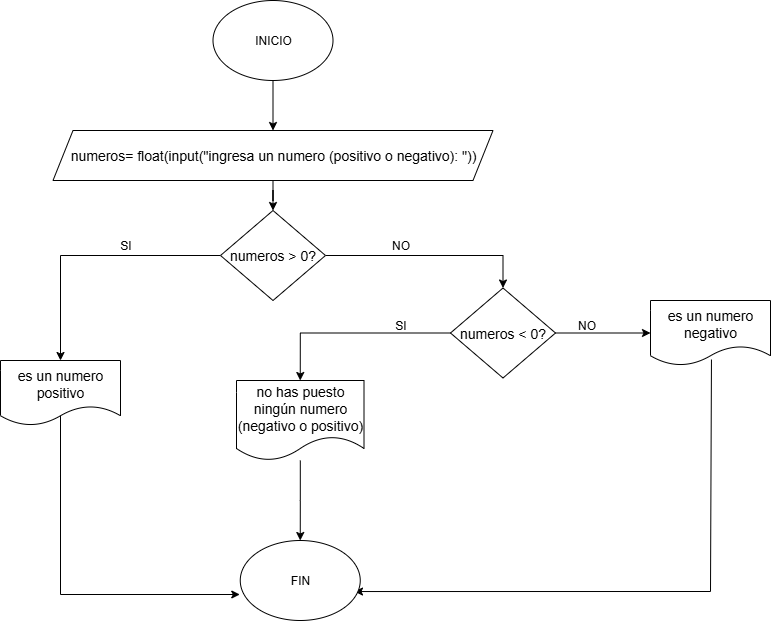 INICIO
numeros= float(input("ingresa un numero (positivo o negativo): "))
SI
numeros > 0?
NO
es un numero
positivo
SI
numeros < 0?
NO
es un numero
negativo
no has puesto
ningún numero
(negativo o positivo)
FIN